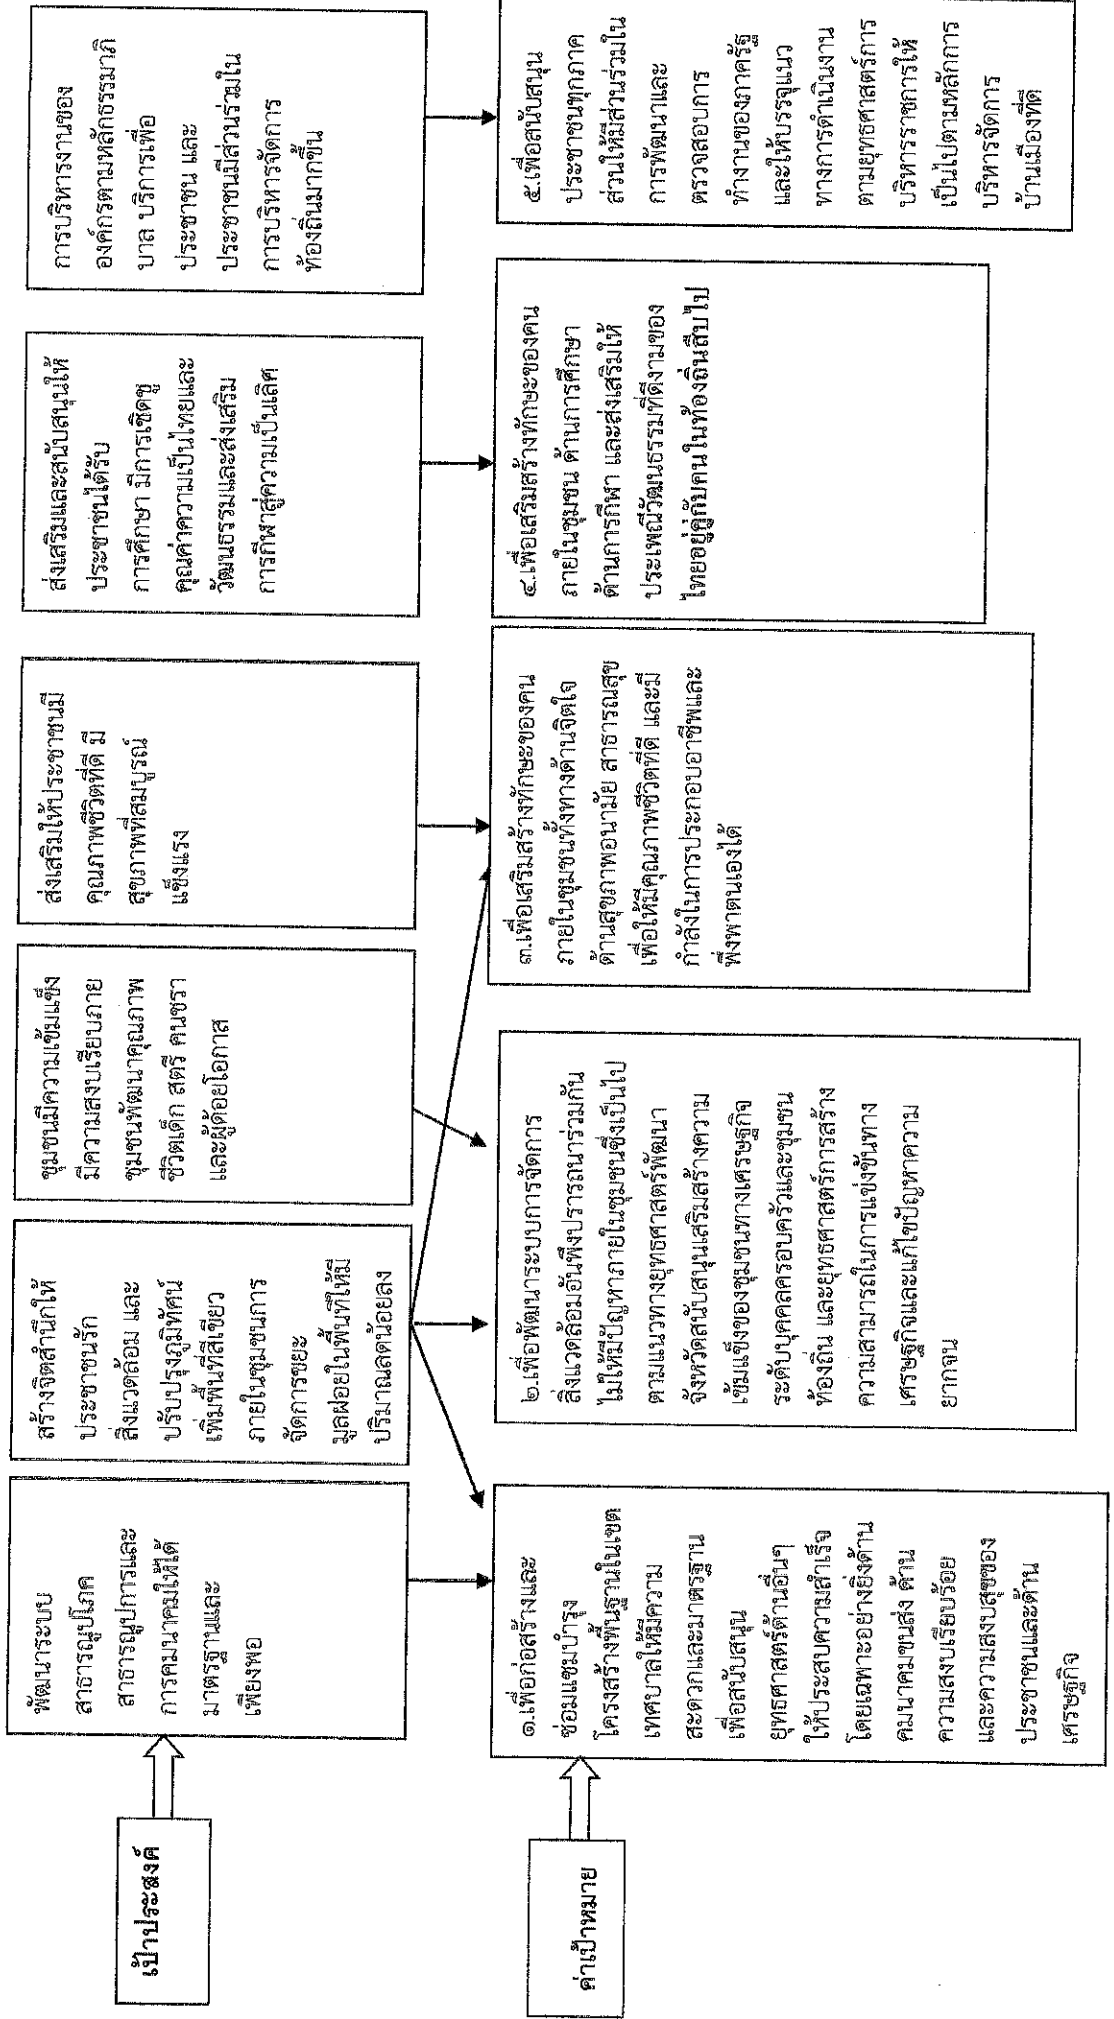 เป้าประสงค์
พัฒนาระบบ
สาธารณูปโภค
สาธารณูปการและ
การคมนาคมให้ได้
มาตรฐานและ
เพียงพอ
สร้างจิตสำนึกให้
ประชาชนรัก
สิ่งแวดล้อม และ
ปรับปรุงภูมิทัศน์
เพิ่มพื้นที่สีเขียว
ภายในชุมชนการ
จัดการขยะ
มูลฝอยในพื้นที่ให้มี
ปริมาณลดน้อยลง
ชุมชนมีความเข้มแข็ง
มีความสงบเรียบภาย
ชุมชนพัฒนาคุณภาพ
ชีวิตเด็ก สตรี คนชรา
และผู้ด้อยโอกาส
ส่งเสริมให้ประชาชนมี
คุณภาพชีวิตที่ดี มี
สุขภาพที่สมบูรณ์
แข็งแรง
ส่งเสริมและสนับสนุนให้
ประชาชนได้รับ
การศึกษา มีการเชิดชู
คุณค่าความเป็นไทยและ
วัฒนธรรมและส่งเสริม
การกีฬาสู่ความเป็นเลิศ
การบริหารงานของ
องค์กรตามหลักธรรมาภิ
บาล บริการเพื่อ
ประชาชน และ
ประชาชนมีส่วนร่วมใน
การบริหารจัดการ
ท้องถิ่นมากขึ้น
ค่าเป้าหมาย
๑.เพื่อก่อสร้างและ
ซ่อมแซมบำรุง
โครงสร้างพื้นฐานในเขต
เทศบาลให้มีความ
สะดวกและมาตรฐาน
เพื่อสนับสนุน
ยุทธศาสตร์ด้านอื่นๆ
ให้ประสบความสำเร็จ
โดยเฉพาะอย่างยิ่งด้าน
คมนาคมขนส่ง ด้าน
ความสงบเรียบร้อย
และความสงบสุขของ
ประชาชนและด้าน
เศรษฐกิจ
๒.เพื่อพัฒนาระบบการจัดการ
สิ่งแวดล้อมอันพึงปรารถนาร่วมกัน
ไม่ให้มีปัญหาภายในชุมชนซึ่งเป็นไป
ตามแนวทางยุทธศาสตร์พัฒนา
จังหวัดสนับสนุนเสริมสร้างความ
เข้มแข็งของชุมชนทางเศรษฐกิจ
ระดับบุคคลครอบครัวและชุมชน
ท้องถิ่น และยุทธศาสตร์การสร้าง
ความสามารถในการแข่งขันทาง
เศรษฐกิจและแก้ไขปัญหาความ
ยากจน
๓.เพื่อเสริมสร้างทักษะของคน
ภายในชุมชนทั้งทางด้านจิตใจ
ด้านสุขภาพอนามัย สาธารณสุข
เพื่อให้มีคุณภาพชีวิตที่ดี และมี
กำลังในการประกอบอาชีพและ
พึ่งพาตนเองได้
๔.เพื่อเสริมสร้างทักษะของคน
ภายในชุมชน ด้านการศึกษา
ด้านการกีฬา และส่งเสริมให้
ประเพณีวัฒนธรรมที่ดีงามของ
ไทยอยู่คู่กับคนในท้องถิ่นสืบไป
๕.เพื่อสนับสนุน
ประชาชนทุกภาค
ส่วนให้มีส่วนร่วมใน
การพัฒนาและ
ตรวจสอบการ
ทำงานของภาครัฐ
และให้บรรจุแนว
ทางการดำเนินงาน
ตามยุทธศาสตร์การ
บริหารราชการให้
เป็นไปตามหลักการ
บริหารจัดการ
บ้านเมืองที่ดี